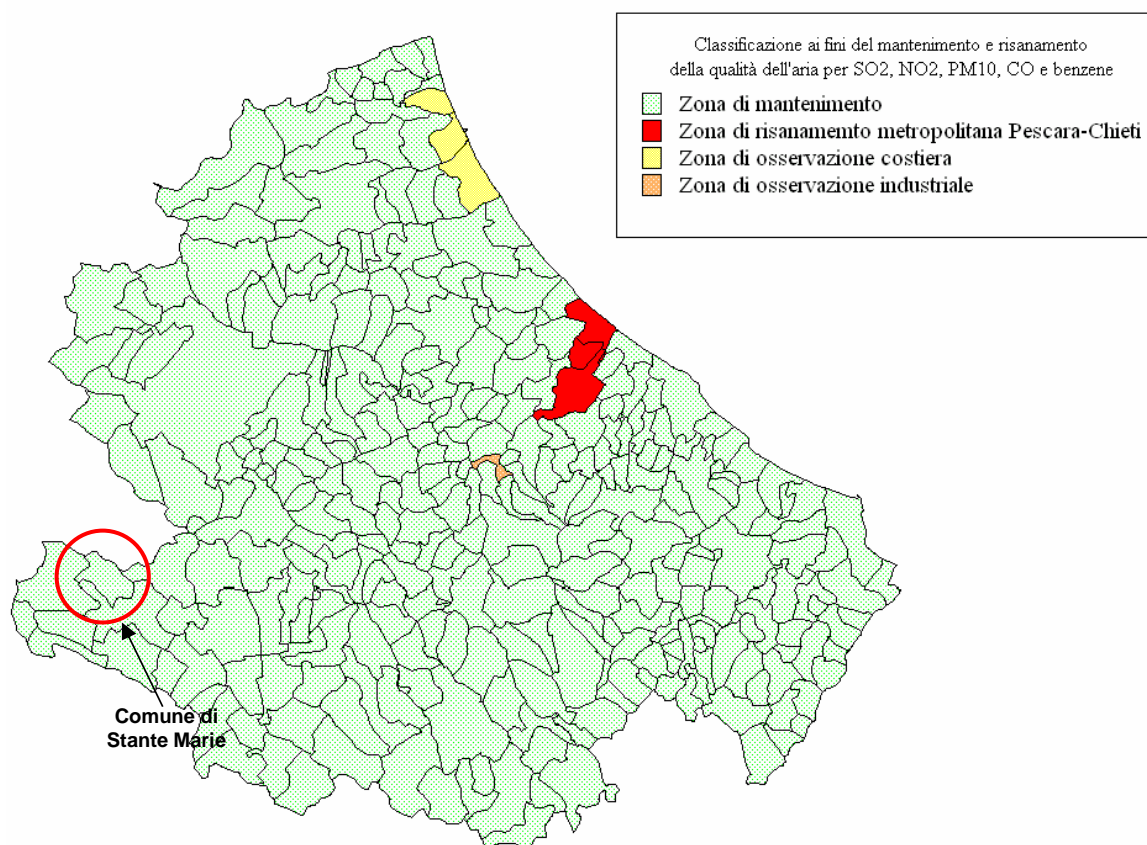 Classificazione ai fini del mantenimento e risanamento
della qualità dell'aria per SO2, NO2, PM10, CO e benzene
Zona di mantenimento
Zona di risanamemto metropolitana Pescara-Chieti
Zona di osservazione costiera
Zona di osservazione industriale
Comune di
Stante Marie